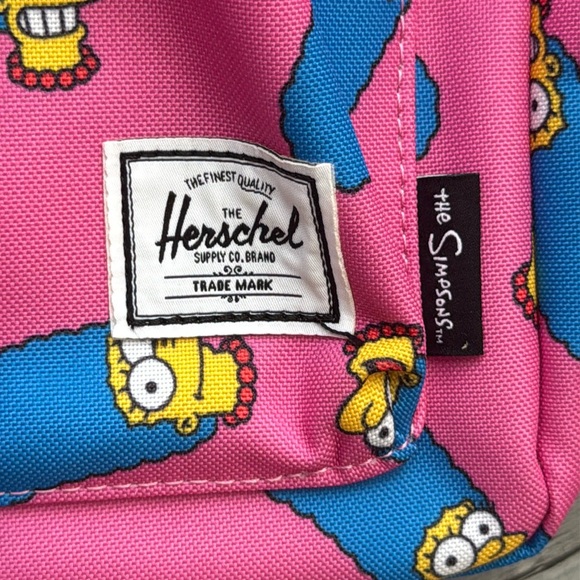 THE FINEST QUALITY
THE
Herschel
SUPPLY CO. BRAND
TRADE MARK
THE SIMPSONS TM